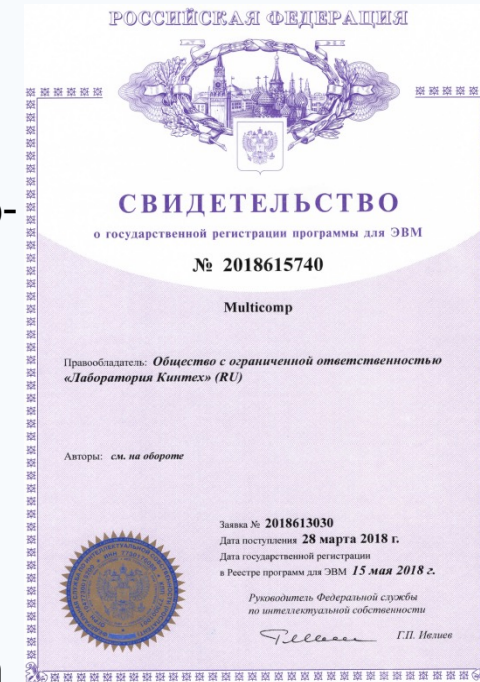 РОССИЙСКАЯ ФЕДЕРАЦИЯ
СВИДЕТЕЛЬСТВО
о государственной регистрации программы для ЭВМ
№ 2018615740
Multicomp
Правообладатель: Общество с ограниченной ответственностью
«Лаборатория Кинтех» (RU)
Авторы: см. на обороте
Заявка № 2018613030
Дата поступления 28 марта 2018 г.
Дата государственной регистрации
в Реестре программ для ЭВМ 15 мая 2018 г.
Руководитель Федеральной службы
по интеллектуальной собственности
Г.П. Ивлиев